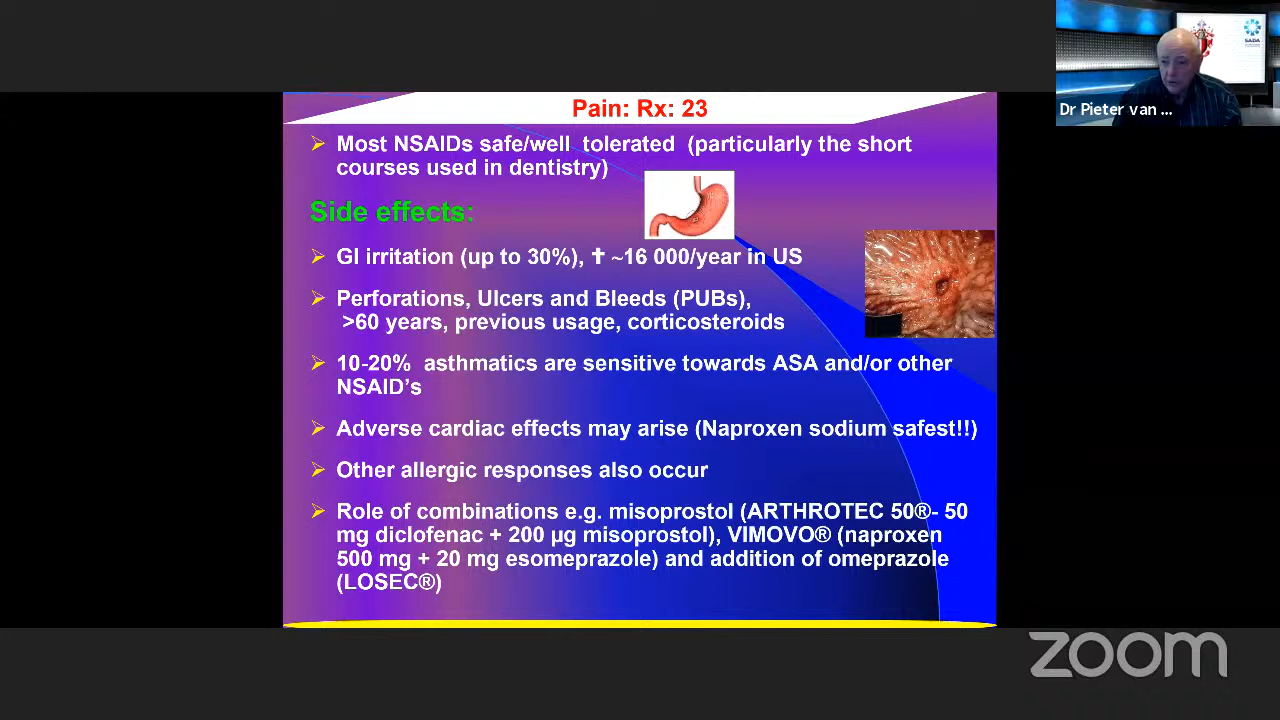 SADA
Dr Pieter van ...
Pain: Rx: 23
➢ Most NSAIDs safe/well tolerated (particularly the short
courses used in dentistry)
Side effects:
➢ GI irritation (up to 30%), ✝ ~16 000/year in US
➢ Perforations, Ulcers and Bleeds (PUBs),
>60 years, previous usage, corticosteroids
➢ 10-20% asthmatics are sensitive towards ASA and/or other
NSAID's
➢ Adverse cardiac effects may arise (Naproxen sodium safest!!)
➢ Other allergic responses also occur
➢ Role of combinations e.g. misoprostol (ARTHROTEC 50®- 50
mg diclofenac + 200 µg misoprostol), VIMOVO® (naproxen
500 mg + 20 mg esomeprazole) and addition of omeprazole
(LOSEC®)
zoom